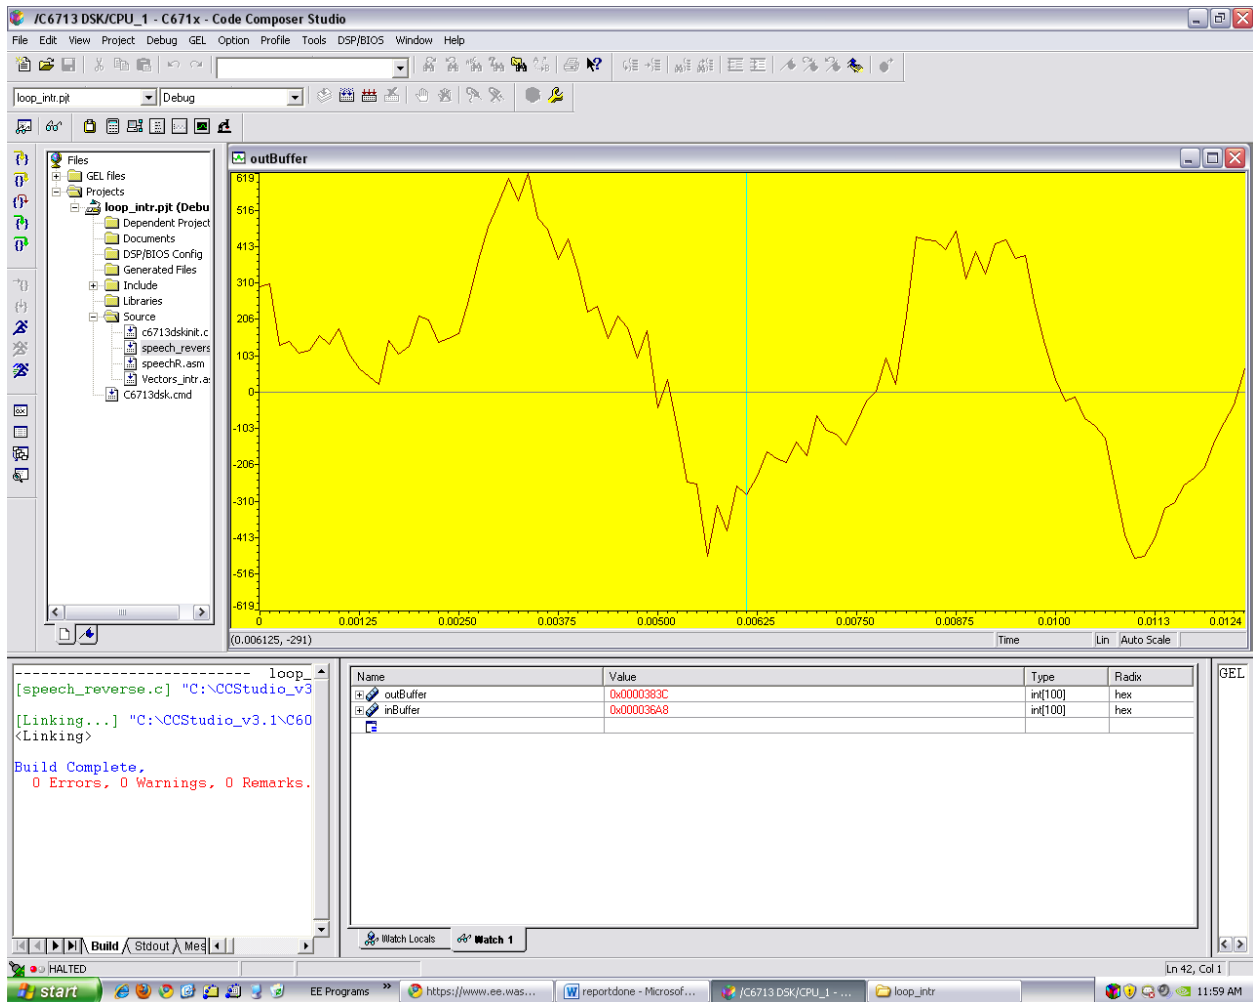 /C6713 DSK/CPU_1 - C671x - Code Composer Studio
File Edit View Project Debug GEL Option Profile Tools DSP/BIOS Window Help
loop_intr.pjt Debug
Files
GEL files
Projects
loop_intr.pjt (Debu
Dependent Project
Documents
DSP/BIOS Config
Generated Files
Include
Libraries
Source
c6713dskinit.c
speech_revers
speechR.asm
Vectors_intr.a
C6713dsk.cmd
outBuffer
619
516
413
310
206
103
0
-103
-206
-310
-413
-516
-619
0 0.00125 0.00250 0.00375 0.00500 0.00625 0.00750 0.00875 0.0100 0.0113 0.0124
(0.006125, -291) Time Lin Auto Scale
---------------------------- loop_
[speech_reverse.c] "C:\CCStudio_v3
[Linking...] "C:\CCStudio_v3.1\C60
<Linking>
Build Complete,
0 Errors, 0 Warnings, 0 Remarks.
Build Stdout Mes
Name Value Type Radix
outBuffer 0x0000383C int[100] hex
inBuffer 0x000036A8 int[100] hex
Watch Locals Watch 1
GEL
HALTED Ln 42, Col 1
start EE Programs » https://www.ee.was... reportdone - Microsof... /C6713 DSK/CPU_1 - ... loop_intr 11:59 AM